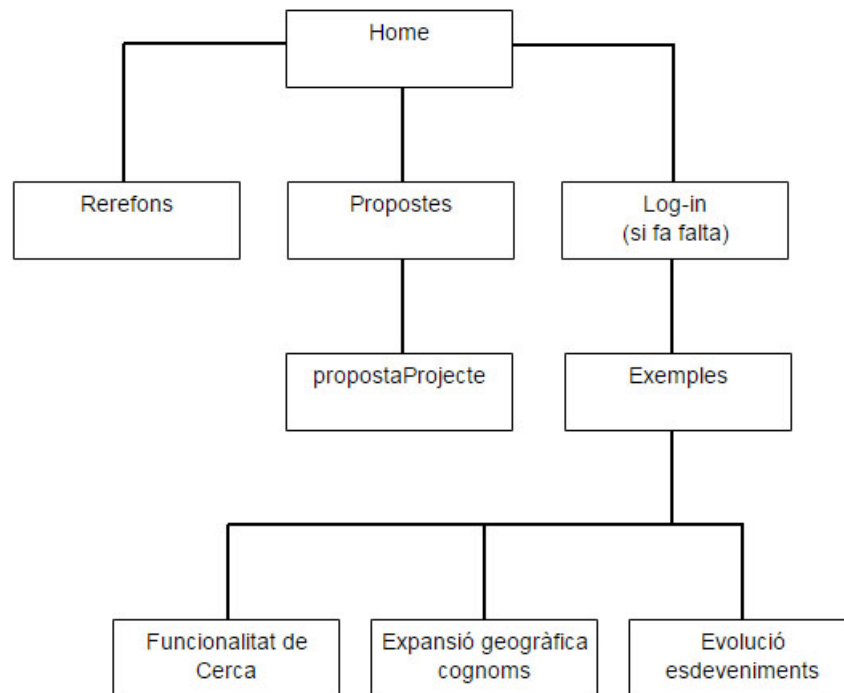 Home
Rerefons
Propostes
Log-in
(si fa falta)
propostaProjecte
Exemples
Funcionalitat de
Cerca
Expansió geogràfica
cognoms
Evolució
esdeveniments